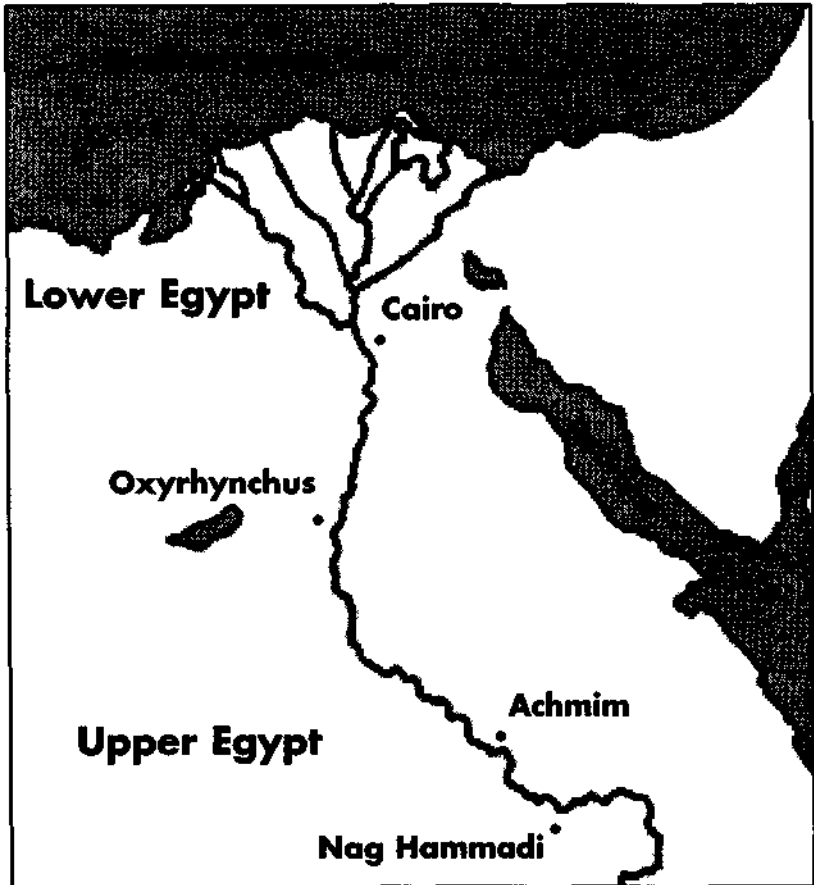 Lower Egypt
Cairo
Oxyrhynchus
Achmim
Upper Egypt
Nag Hammadi